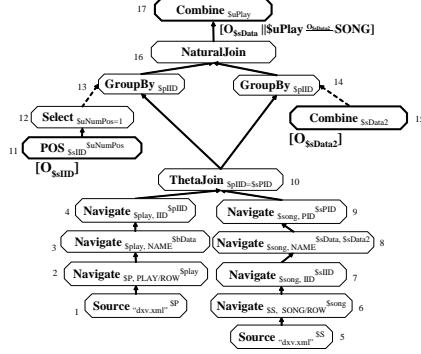 17 Combine $uPlay
[O$sData ||$uPlay O$sData2 SONG]
NaturalJoin
16
13 GroupBy $pIID
GroupBy $pIID 14
12 Select $uNumPos=1
Combine $sData2 15
[O$sData2]
11 POS $sIID $uNumPos
[O$sIID]
ThetaJoin $pIID=$sPID 10
4 Navigate $play, IID $pIID
Navigate $song, PID $sPID 9
3 Navigate $play, NAME $bData
Navigate $song, NAME $sData, $sData2 8
2 Navigate $P, PLAY/ROW $play
Navigate $song, IID $sIID 7
1 Source "dxv.xml" $P
Navigate $S, SONG/ROW $song 6
Source "dxv.xml" $S 5